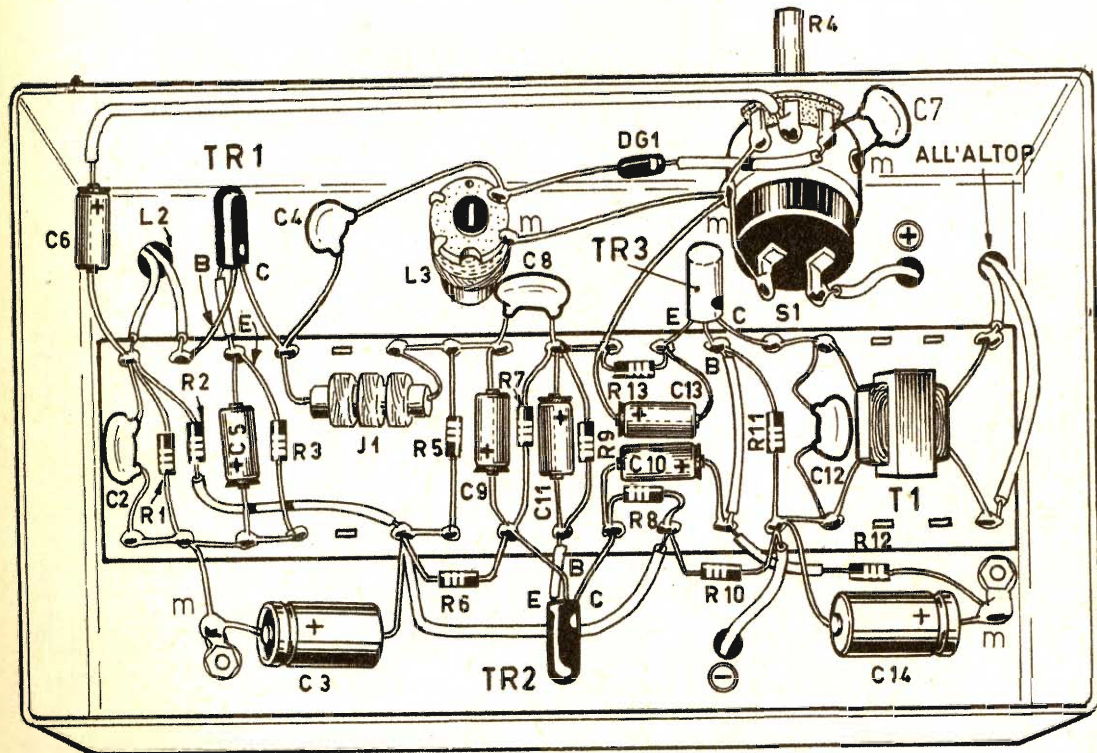 R4
C7
TR1
DG1
ALL'ALTOP.
m
C6
L2
C4
m
m
+
B
C
L3
C8
TR3
S1
E
E
C
B
R2
R7
R13
C13
C2
R1
+C5
R3
J1
R5
C9
C11
R9
C10
R8
R11
C12
T1
R12
m
R6
B
E
C
R10
m
C3
TR2
−
C14